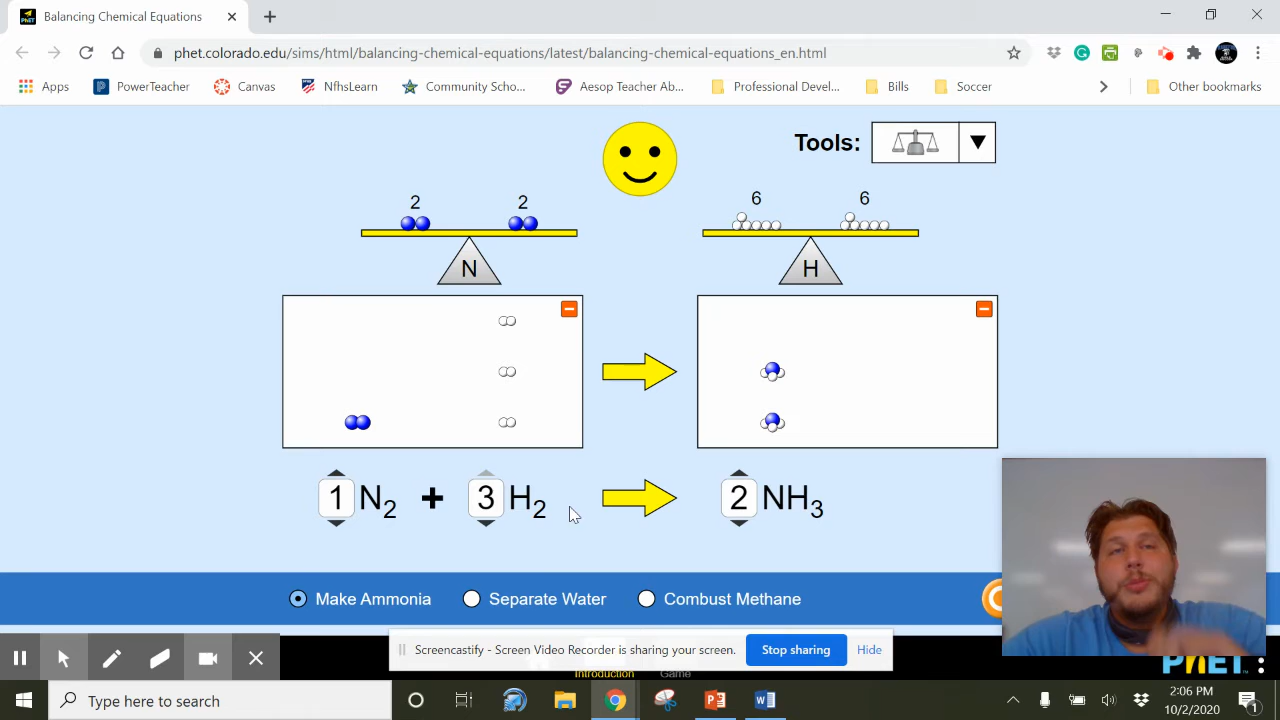 Balancing Chemical Equations
phet.colorado.edu/sims/html/balancing-chemical-equations/latest/balancing-chemical-equations_en.html
Apps PowerTeacher Canvas NfhsLearn Community Scho... Aesop Teacher Ab... Professional Devel... Bills Soccer Other bookmarks
Tools:
2 2 6 6
N H
1 N₂ + 3 H₂ 2 NH₃
Make Ammonia Separate Water Combust Methane
Screencastify - Screen Video Recorder is sharing your screen. Stop sharing Hide
Introduction Game
Type here to search
2:06 PM
10/2/2020
1